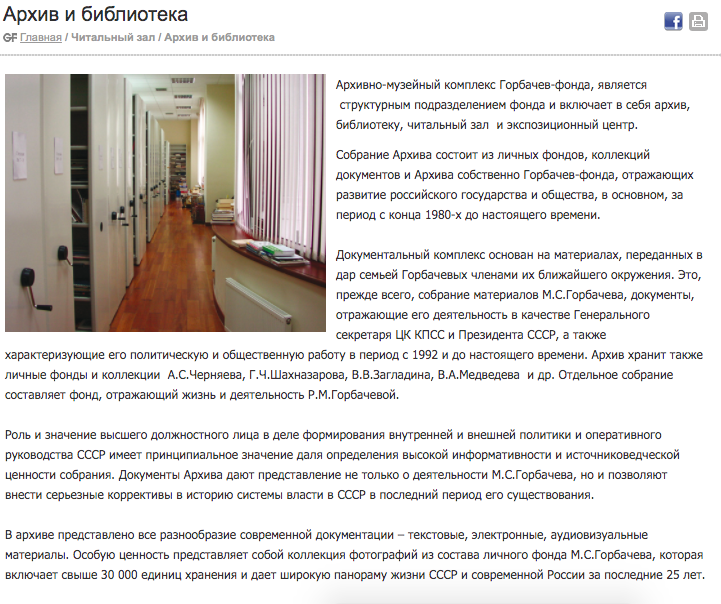 Архив и библиотека
GF Главная / Читальный зал / Архив и библиотека
Архивно-музейный комплекс Горбачев-фонда, является
структурным подразделением фонда и включает в себя архив,
библиотеку, читальный зал и экспозиционный центр.
Собрание Архива состоит из личных фондов, коллекций
документов и Архива собственно Горбачев-фонда, отражающих
развитие российского государства и общества, в основном, за
период с конца 1980-х до настоящего времени.
Документальный комплекс основан на материалах, переданных в
дар семьей Горбачевых членами их ближайшего окружения. Это,
прежде всего, собрание материалов М.С.Горбачева, документы,
отражающие его деятельность в качестве Генерального
секретаря ЦК КПСС и Президента СССР, а также
характеризующие его политическую и общественную работу в период с 1992 и до настоящего времени. Архив хранит также
личные фонды и коллекции А.С.Черняева, Г.Ч.Шахназарова, В.В.Загладина, В.А.Медведева и др. Отдельное собрание
составляет фонд, отражающий жизнь и деятельность Р.М.Горбачевой.
Роль и значение высшего должностного лица в деле формирования внутренней и внешней политики и оперативного
руководства СССР имеет принципиальное значение даля определения высокой информативности и источниковедческой
ценности собрания. Документы Архива дают представление не только о деятельности М.С.Горбачева, но и позволяют
внести серьезные коррективы в историю системы власти в СССР в последний период его существования.
В архиве представлено все разнообразие современной документации – текстовые, электронные, аудиовизуальные
материалы. Особую ценность представляет собой коллекция фотографий из состава личного фонда М.С.Горбачева, которая
включает свыше 30 000 единиц хранения и дает широкую панораму жизни СССР и современной России за последние 25 лет.